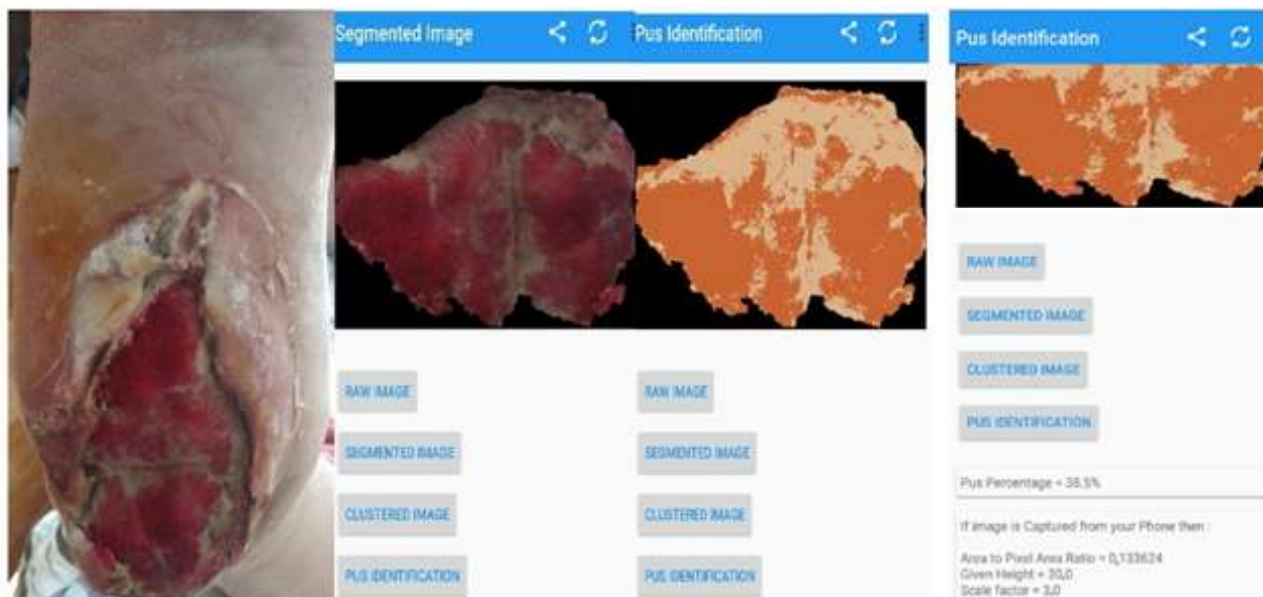 Segmented Image
RAW IMAGE
SEGMENTED IMAGE
CLUSTERED IMAGE
PUS IDENTIFICATION
Pus Identification
RAW IMAGE
SEGMENTED IMAGE
CLUSTERED IMAGE
PUS IDENTIFICATION
Pus Identification
RAW IMAGE
SEGMENTED IMAGE
CLUSTERED IMAGE
PUS IDENTIFICATION
Pus Percentage = 38,5%
If image is Captured from your Phone then :
Area to Pixel Area Ratio = 0,133624
Given Height = 30,0
Scale factor = 3,0